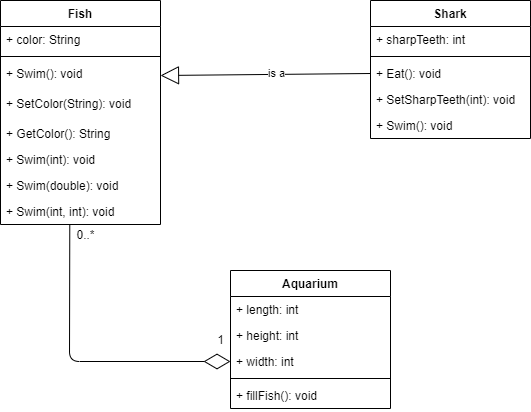 Fish
+ color: String
+ Swim(): void
+ SetColor(String): void
+ GetColor(): String
+ Swim(int): void
+ Swim(double): void
+ Swim(int, int): void
is a
Shark
+ sharpTeeth: int
+ Eat(): void
+ SetSharpTeeth(int): void
+ Swim(): void
0..*
1
Aquarium
+ length: int
+ height: int
+ width: int
+ fillFish(): void